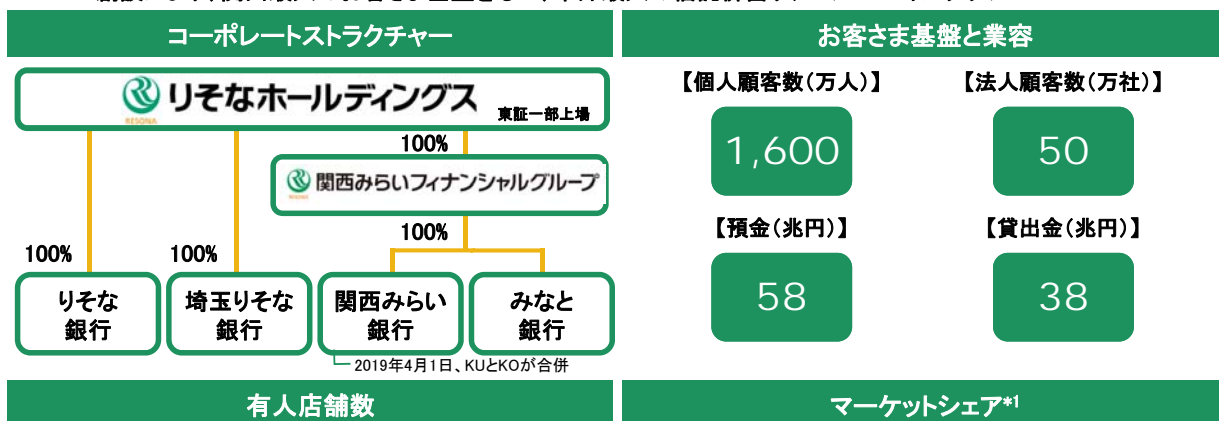 コーポレートストラクチャー
RESONA
りそなホールディングス
東証一部上場
100%
RESONA
関西みらいフィナンシャルグループ
100%
100%
100%
りそな
銀行
埼玉りそな
銀行
関西みらい
銀行
みなと
銀行
2019年4月1日、KUとKOが合併
お客さま基盤と業容
【個人顧客数(万人)】
【法人顧客数(万社)】
1,600
50
【預金(兆円)】
【貸出金(兆円)】
58
38
有人店舗数
マーケットシェア*1